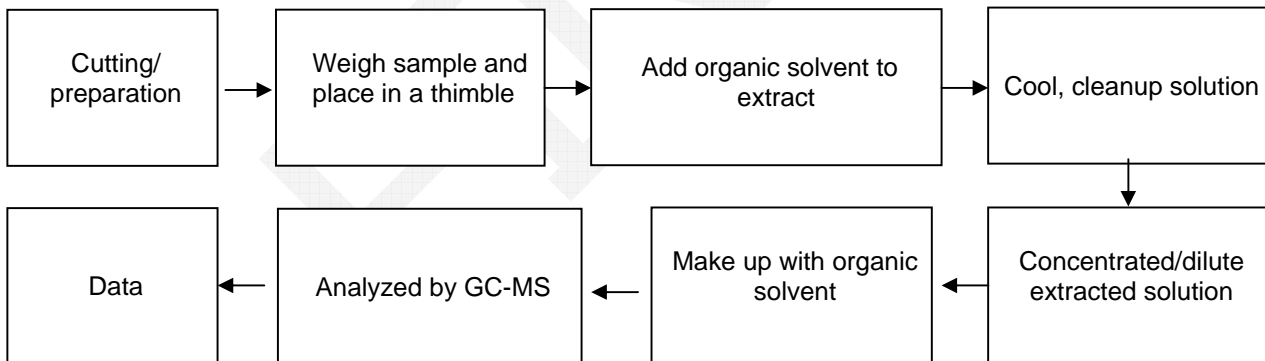 Cutting/
preparation
Weigh sample and
place in a thimble
Add organic solvent to
extract
Cool, cleanup solution
Concentrated/dilute
extracted solution
Make up with organic
solvent
Analyzed by GC-MS
Data